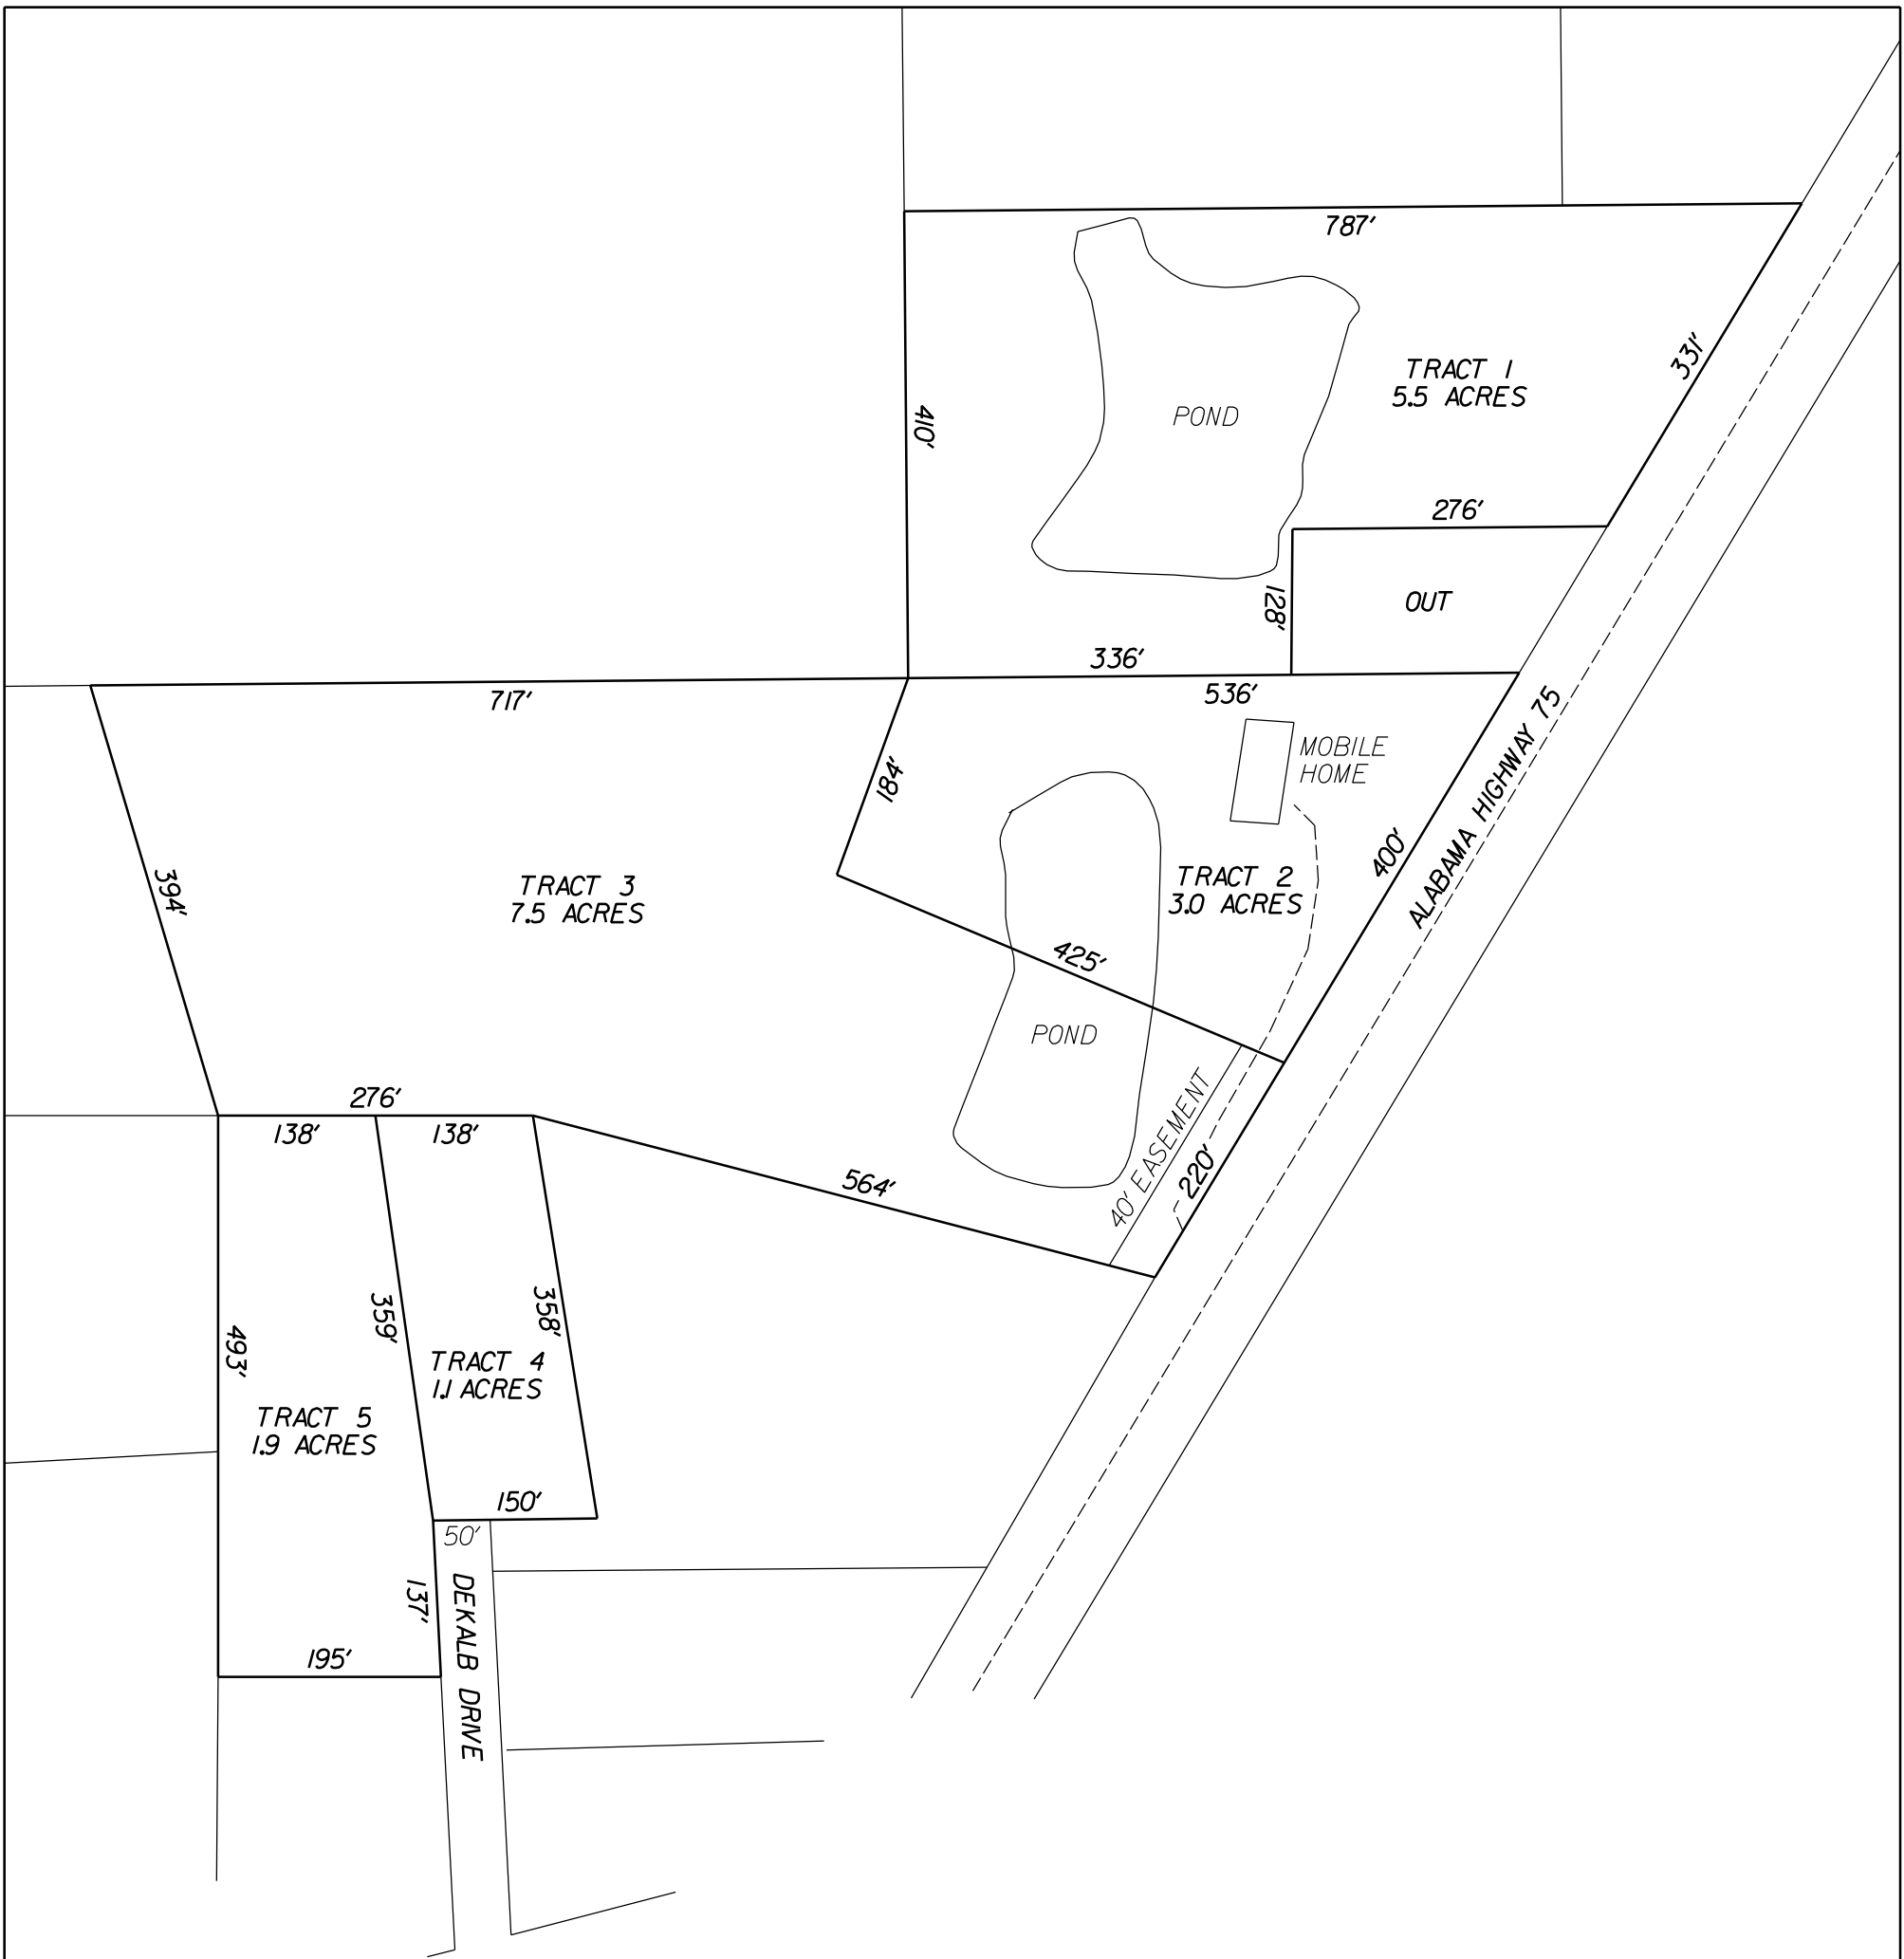 787'
331'
TRACT 1
5.5 ACRES
POND
410'
276'
128'
OUT
336'
717'
536'
MOBILE
HOME
184'
ALABAMA HIGHWAY 75
400'
394'
TRACT 3
7.5 ACRES
TRACT 2
3.0 ACRES
425'
POND
276'
138'
138'
40' EASEMENT
220'
564'
493'
359'
358'
TRACT 4
1.1 ACRES
TRACT 5
1.9 ACRES
150'
50'
137'
DEKALB DRIVE
195'